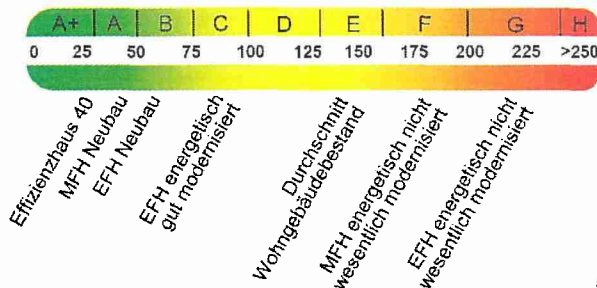 A+ A B C D E F G H
0 25 50 75 100 125 150 175 200 225 >250
Effizienzhaus 40
MFH Neubau
EFH Neubau
EFH energetisch
gut modernisiert
Durchschnitt
Wohngebäudebestand
MFH energetisch nicht
wesentlich modernisiert
EFH energetisch nicht
wesentlich modernisiert